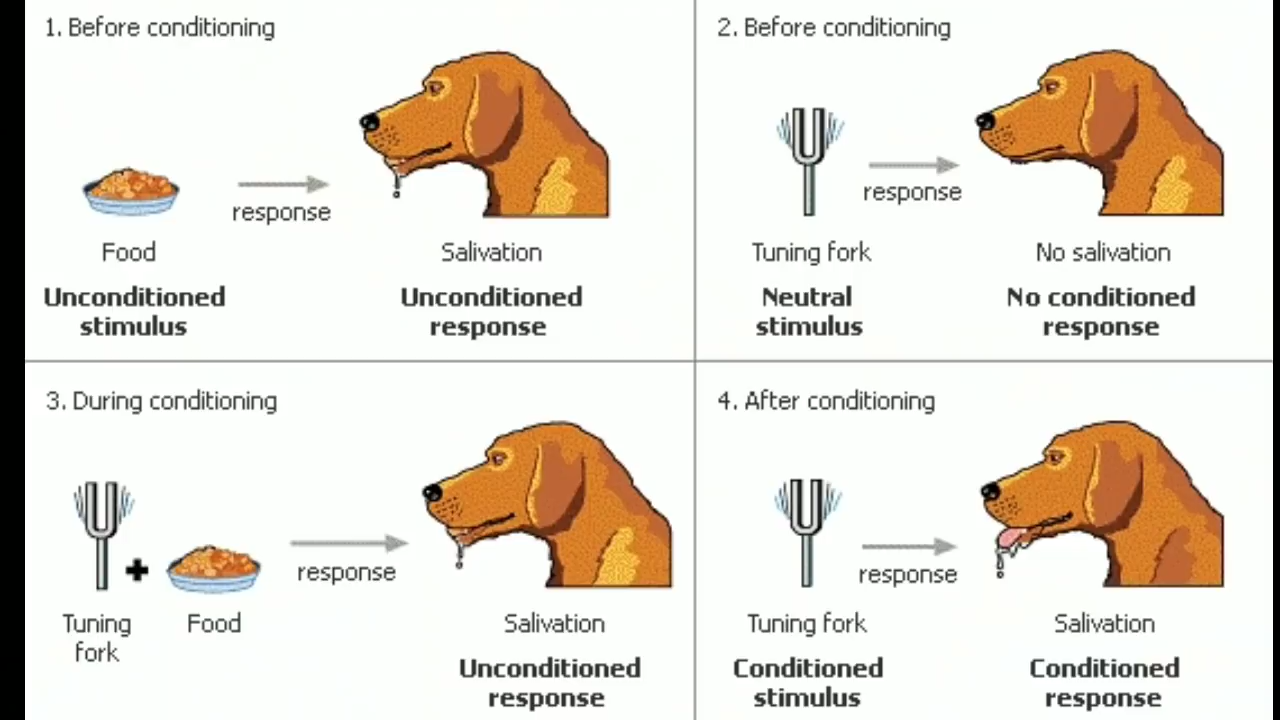 1. Before conditioning
response
Food
Salivation
Unconditioned
stimulus
Unconditioned
response
2. Before conditioning
response
Tuning fork
No salivation
Neutral
stimulus
No conditioned
response
3. During conditioning
response
Tuning
fork
Food
Salivation
Unconditioned
response
4. After conditioning
response
Tuning fork
Salivation
Conditioned
stimulus
Conditioned
response